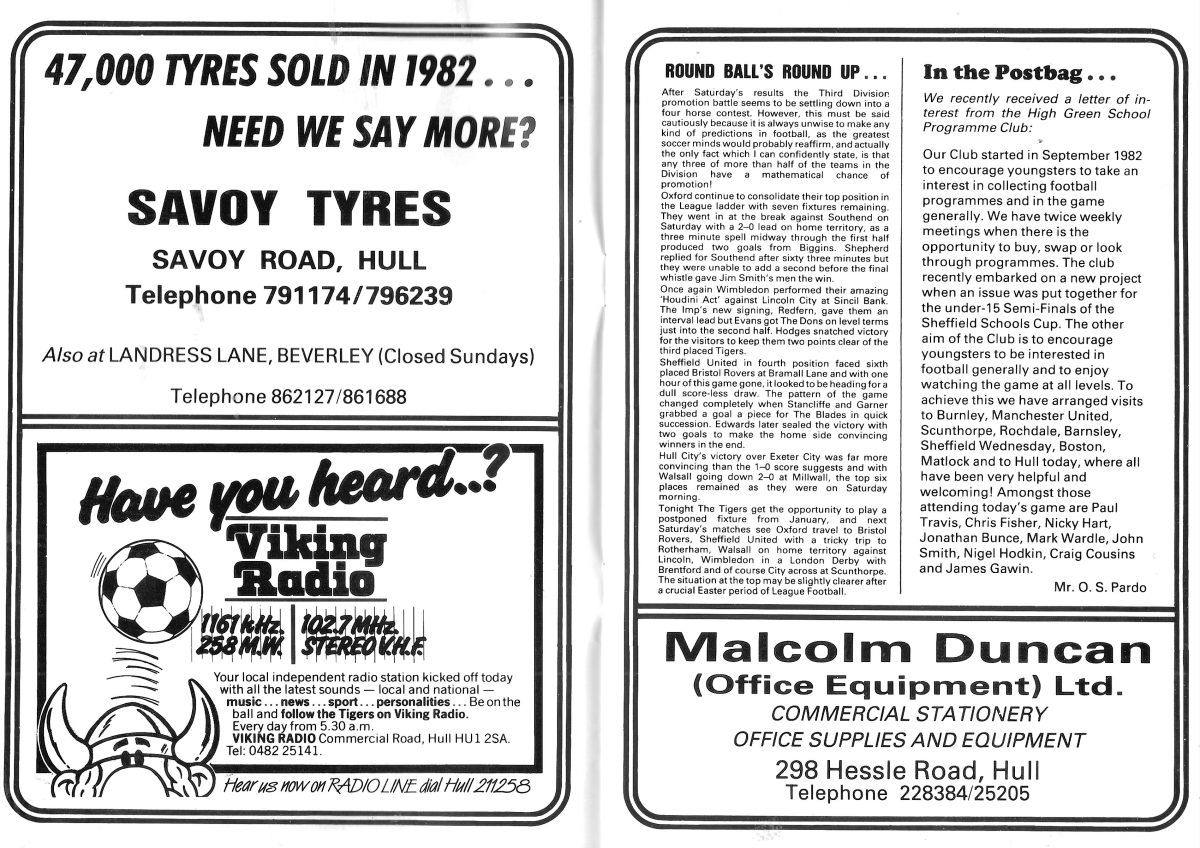 47,000 TYRES SOLD IN 1982...
NEED WE SAY MORE?
SAVOY TYRES
SAVOY ROAD, HULL
Telephone 791174/796239
Also at LANDRESS LANE, BEVERLEY (Closed Sundays)
Telephone 862127/861688
Have you heard..?
Viking
Radio
1161 kHz.
258 M.W.
102.7 MHz.
STEREO V.H.F.
Your local independent radio station kicked off today
with all the latest sounds — local and national —
music...news...sport...personalities... Be on the
ball and follow the Tigers on Viking Radio.
Every day from 5.30 a.m.
VIKING RADIO Commercial Road, Hull HU1 2SA.
Tel: 0482 25141.
Hear us now on RADIO LINE dial Hull 211258
ROUND BALL'S ROUND UP...
After Saturday's results the Third Division
promotion battle seems to be settling down into a
four horse contest. However, this must be said
cautiously because it is always unwise to make any
kind of predictions in football, as the greatest
soccer minds would probably reaffirm, and actually
the only fact which I can confidently state, is that
any three of more than half of the teams in the
Division have a mathematical chance of
promotion!
Oxford continue to consolidate their top position in
the League ladder with seven fixtures remaining.
They went in at the break against Southend on
Saturday with a 2–0 lead on home territory, as a
three minute spell midway through the first half
produced two goals from Biggins. Shepherd
replied for Southend after sixty three minutes but
they were unable to add a second before the final
whistle gave Jim Smith's men the win.
Once again Wimbledon performed their amazing
'Houdini Act' against Lincoln City at Sincil Bank.
The Imp's new signing, Redfern, gave them an
interval lead but Evans got The Dons on level terms
just into the second half. Hodges snatched victory
for the visitors to keep them two points clear of the
third placed Tigers.
Sheffield United in fourth position faced sixth
placed Bristol Rovers at Bramall Lane and with one
hour of this game gone, it looked to be heading for a
dull score-less draw. The pattern of the game
changed completely when Stancliffe and Garner
grabbed a goal a piece for The Blades in quick
succession. Edwards later sealed the victory with
two goals to make the home side convincing
winners in the end.
Hull City's victory over Exeter City was far more
convincing than the 1–0 score suggests and with
Walsall going down 2–0 at Millwall, the top six
places remained as they were on Saturday
morning.
Tonight The Tigers get the opportunity to play a
postponed fixture from January, and next
Saturday's matches see Oxford travel to Bristol
Rovers, Sheffield United with a tricky trip to
Rotherham, Walsall on home territory against
Lincoln, Wimbledon in a London Derby with
Brentford and of course City across at Scunthorpe.
The situation at the top may be slightly clearer after
a crucial Easter period of League Football.
In the Postbag...
We recently received a letter of in-
terest from the High Green School
Programme Club:
Our Club started in September 1982
to encourage youngsters to take an
interest in collecting football
programmes and in the game
generally. We have twice weekly
meetings when there is the
opportunity to buy, swap or look
through programmes. The club
recently embarked on a new project
when an issue was put together for
the under-15 Semi-Finals of the
Sheffield Schools Cup. The other
aim of the Club is to encourage
youngsters to be interested in
football generally and to enjoy
watching the game at all levels. To
achieve this we have arranged visits
to Burnley, Manchester United,
Scunthorpe, Rochdale, Barnsley,
Sheffield Wednesday, Boston,
Matlock and to Hull today, where all
have been very helpful and
welcoming! Amongst those
attending today's game are Paul
Travis, Chris Fisher, Nicky Hart,
Jonathan Bunce, Mark Wardle, John
Smith, Nigel Hodkin, Craig Cousins
and James Gawin.
Mr. O. S. Pardo
Malcolm Duncan
(Office Equipment) Ltd.
COMMERCIAL STATIONERY
OFFICE SUPPLIES AND EQUIPMENT
298 Hessle Road, Hull
Telephone 228384/25205